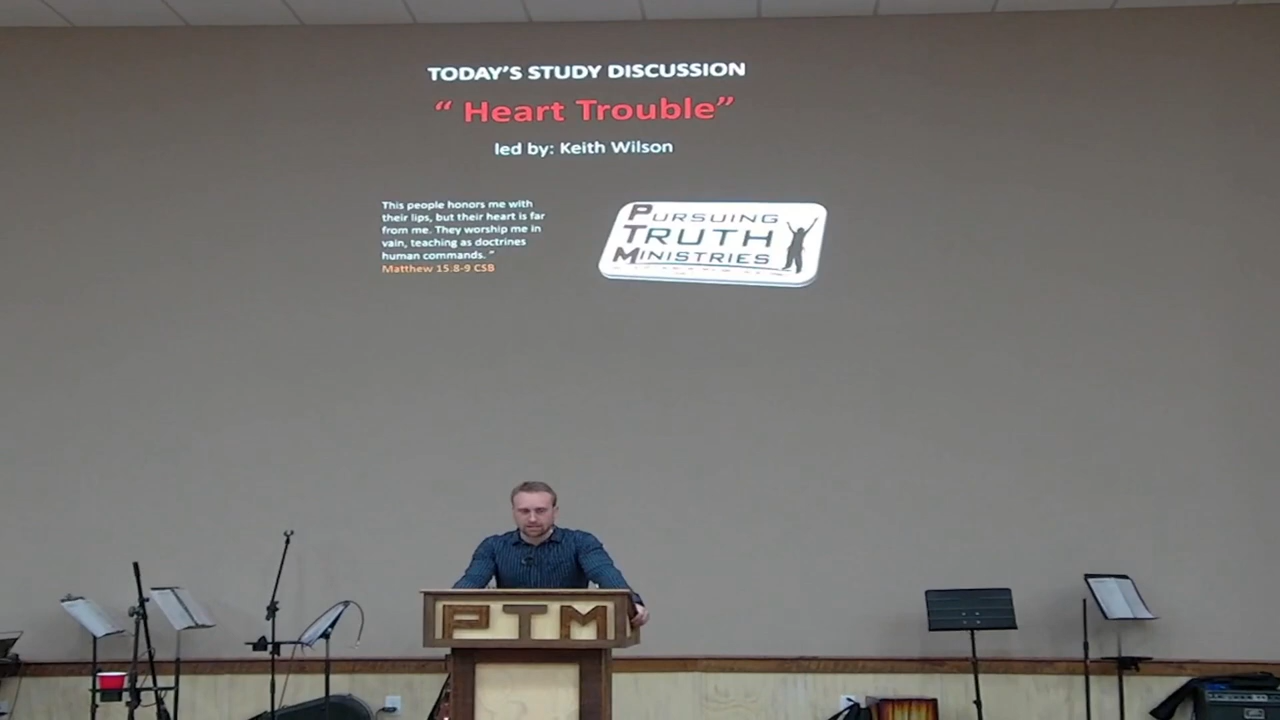 TODAY'S STUDY DISCUSSION
“ Heart Trouble”
led by: Keith Wilson
This people honors me with
their lips, but their heart is far
from me. They worship me in
vain, teaching as doctrines
human commands. ”
Matthew 15.8-9 CSB
PURSUING
TRUTH
MINISTRIES
PTM